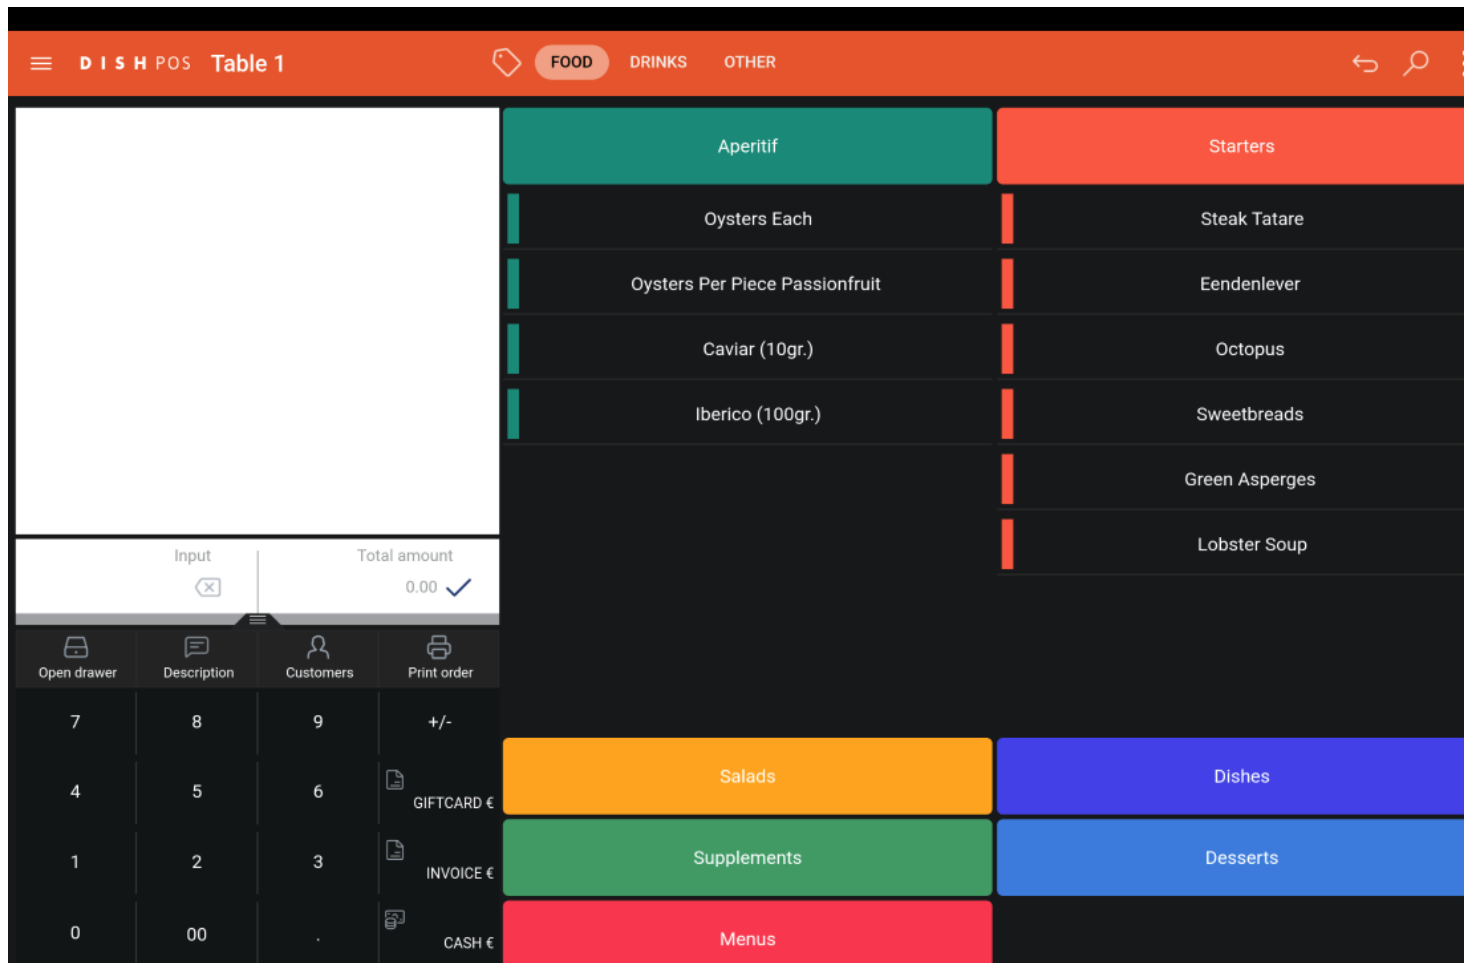 DISH POS Table 1
FOOD DRINKS OTHER
Aperitif
Oysters Each
Oysters Per Piece Passionfruit
Caviar (10gr.)
Iberico (100gr.)
Starters
Steak Tatare
Eendenlever
Octopus
Sweetbreads
Green Asperges
Lobster Soup
Input
Total amount
0.00
Open drawer
Description
Customers
Print order
7 8 9 +/-
4 5 6 GIFTCARD €
1 2 3 INVOICE €
0 00 . CASH €
Salads
Dishes
Supplements
Desserts
Menus